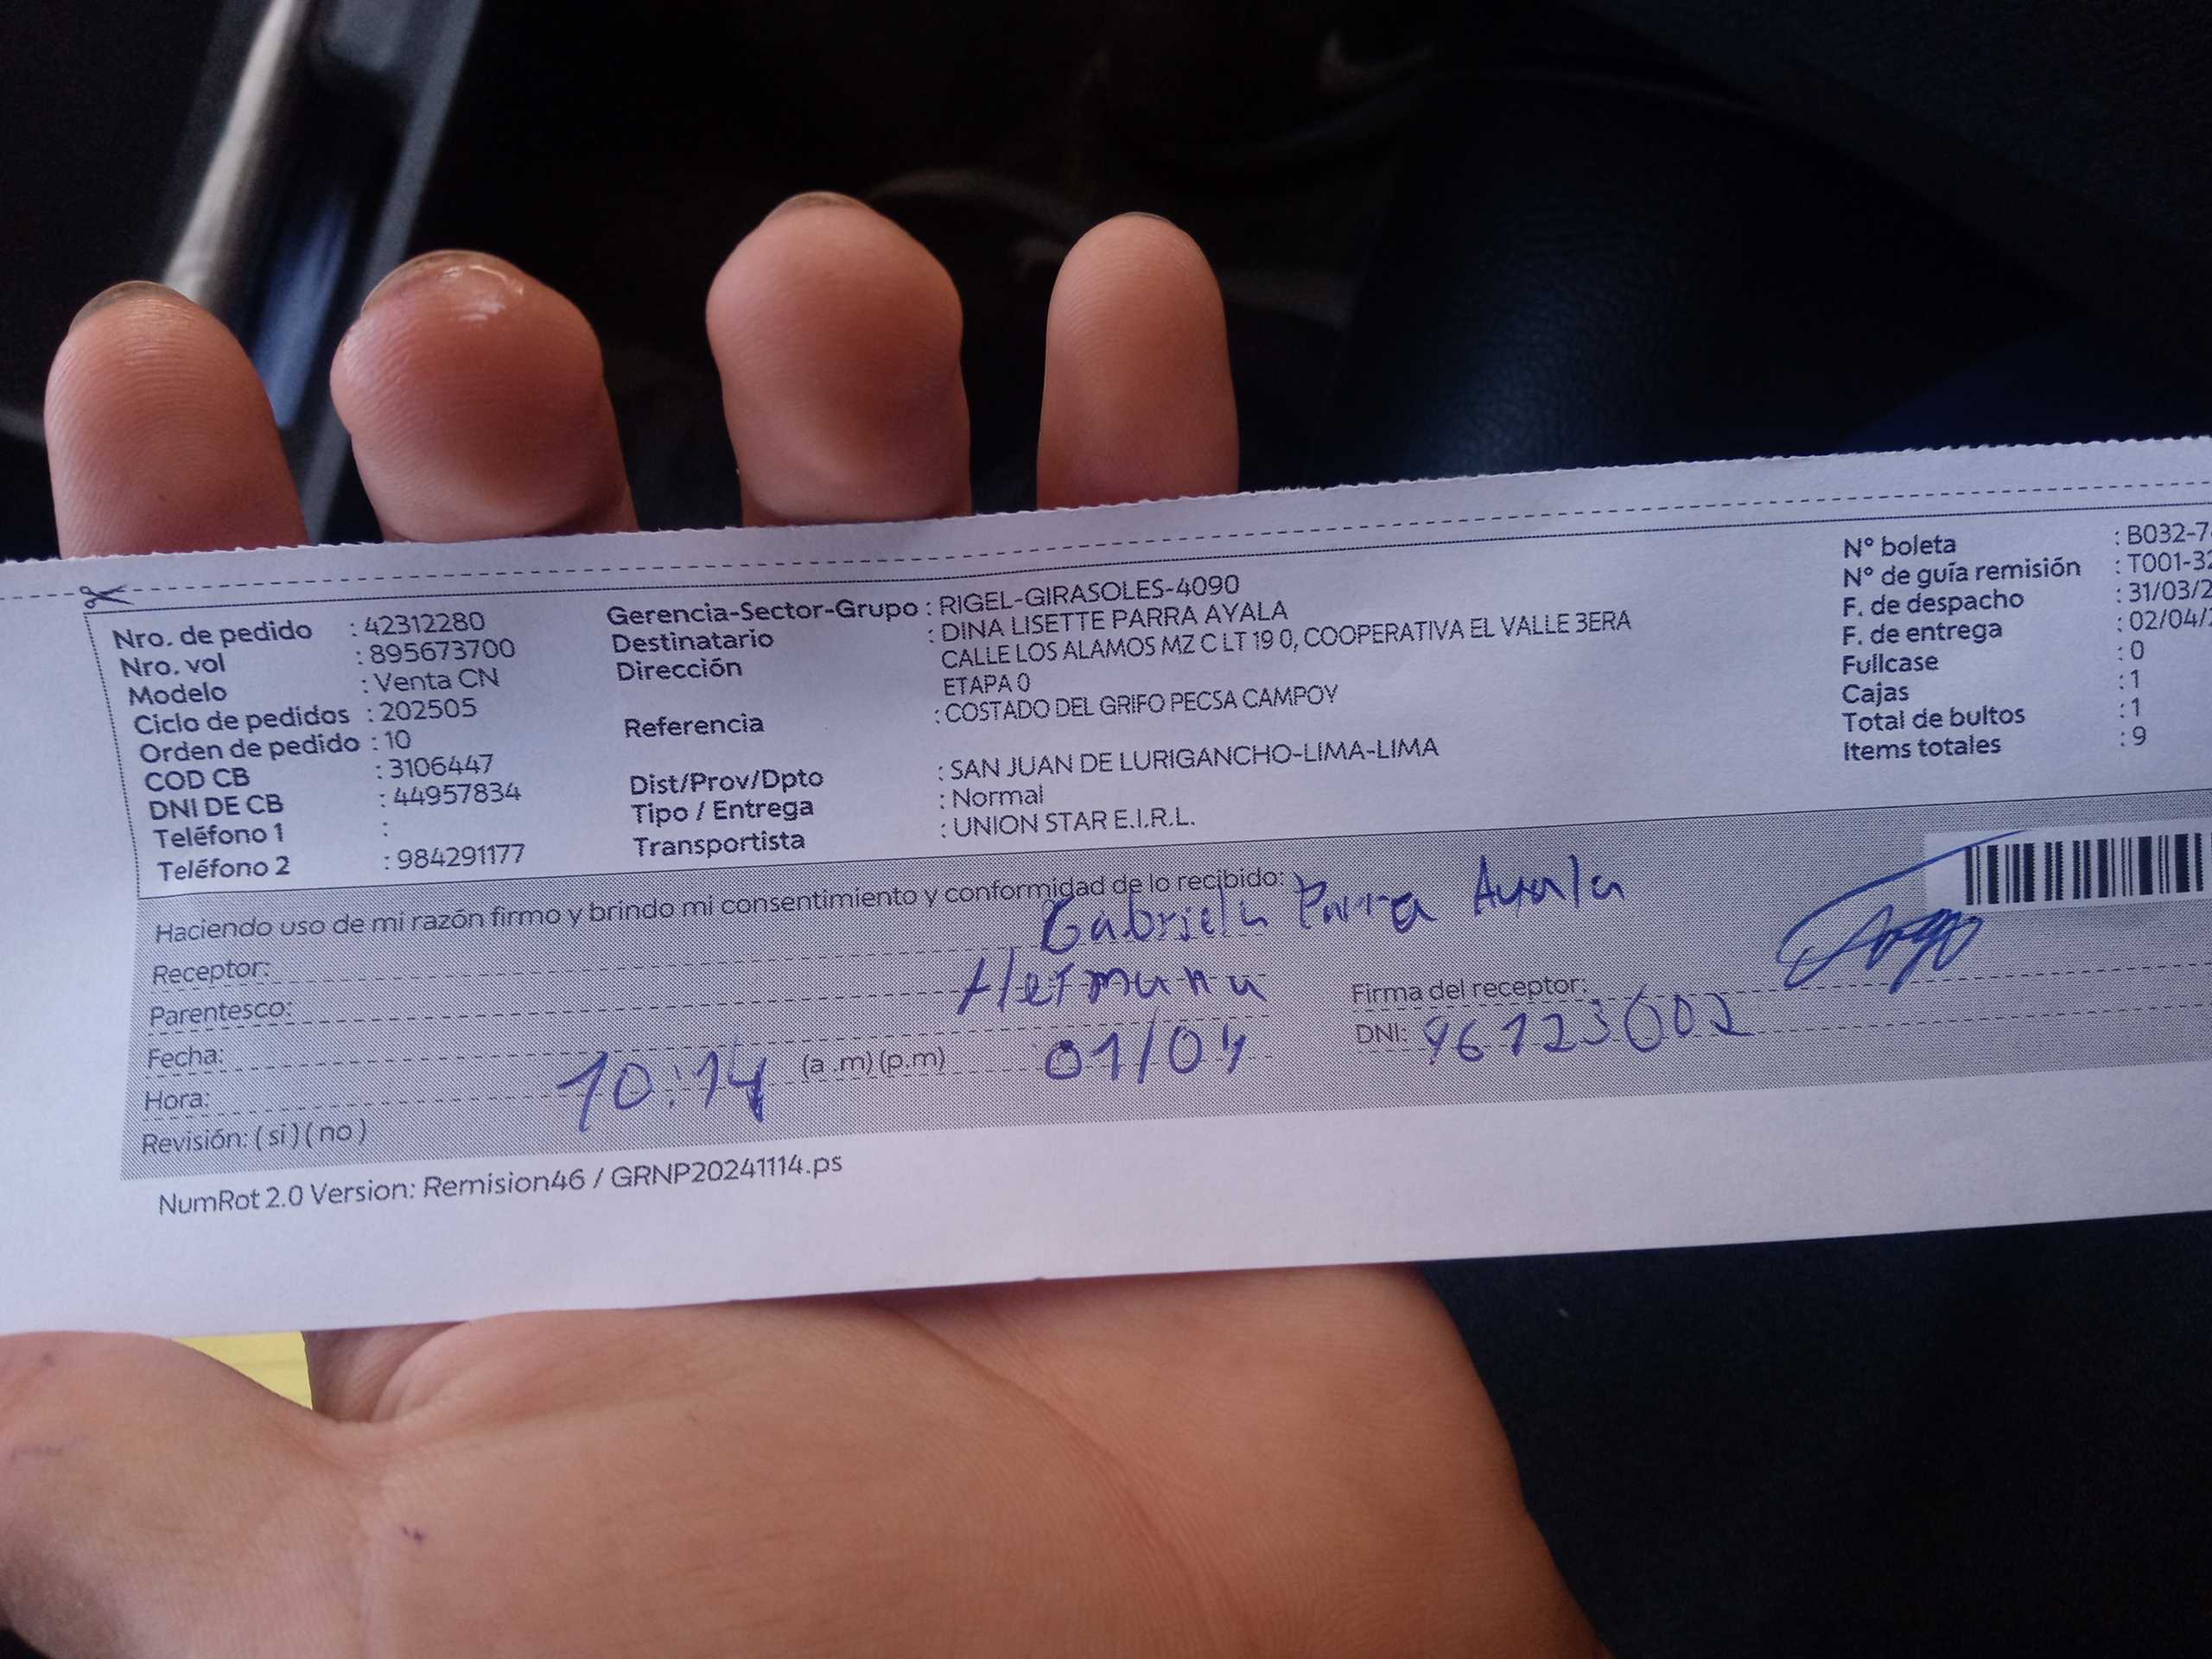 Nro. de pedido : 42312280
Nro. vol : 895673700
Modelo : Venta CN
Ciclo de pedidos : 202505
Orden de pedido : 10
COD CB : 3106447
DNI DE CB : 44957834
Teléfono 1 :
Teléfono 2 : 984291177
Gerencia-Sector-Grupo : RIGEL-GIRASOLES-4090
Destinatario : DINA LISETTE PARRA AYALA
Dirección CALLE LOS ALAMOS MZ C LT 19 0, COOPERATIVA EL VALLE 3ERA
ETAPA 0
Referencia : COSTADO DEL GRIFO PECSA CAMPOY
Dist/Prov/Dpto : SAN JUAN DE LURIGANCHO-LIMA-LIMA
Tipo / Entrega : Normal
Transportista : UNION STAR E.I.R.L.
Nº boleta : B032-7
Nº de guía remisión : T001-32
F. de despacho : 31/03/2
F. de entrega : 02/04/
Fullcase : 0
Cajas : 1
Total de bultos : 1
Items totales : 9
Haciendo uso de mi razón firmo y brindo mi consentimiento y conformidad de lo recibido:
Receptor: Gabriela Parra Ayala
Parentesco: Hermana
Firma del receptor:
Fecha: 01/04
DNI:
Hora: 10:14 (a .m) (p.m)
Revisión: ( si ) ( no )
NumRot 2.0 Version: Remision46 / GRNP20241114.ps